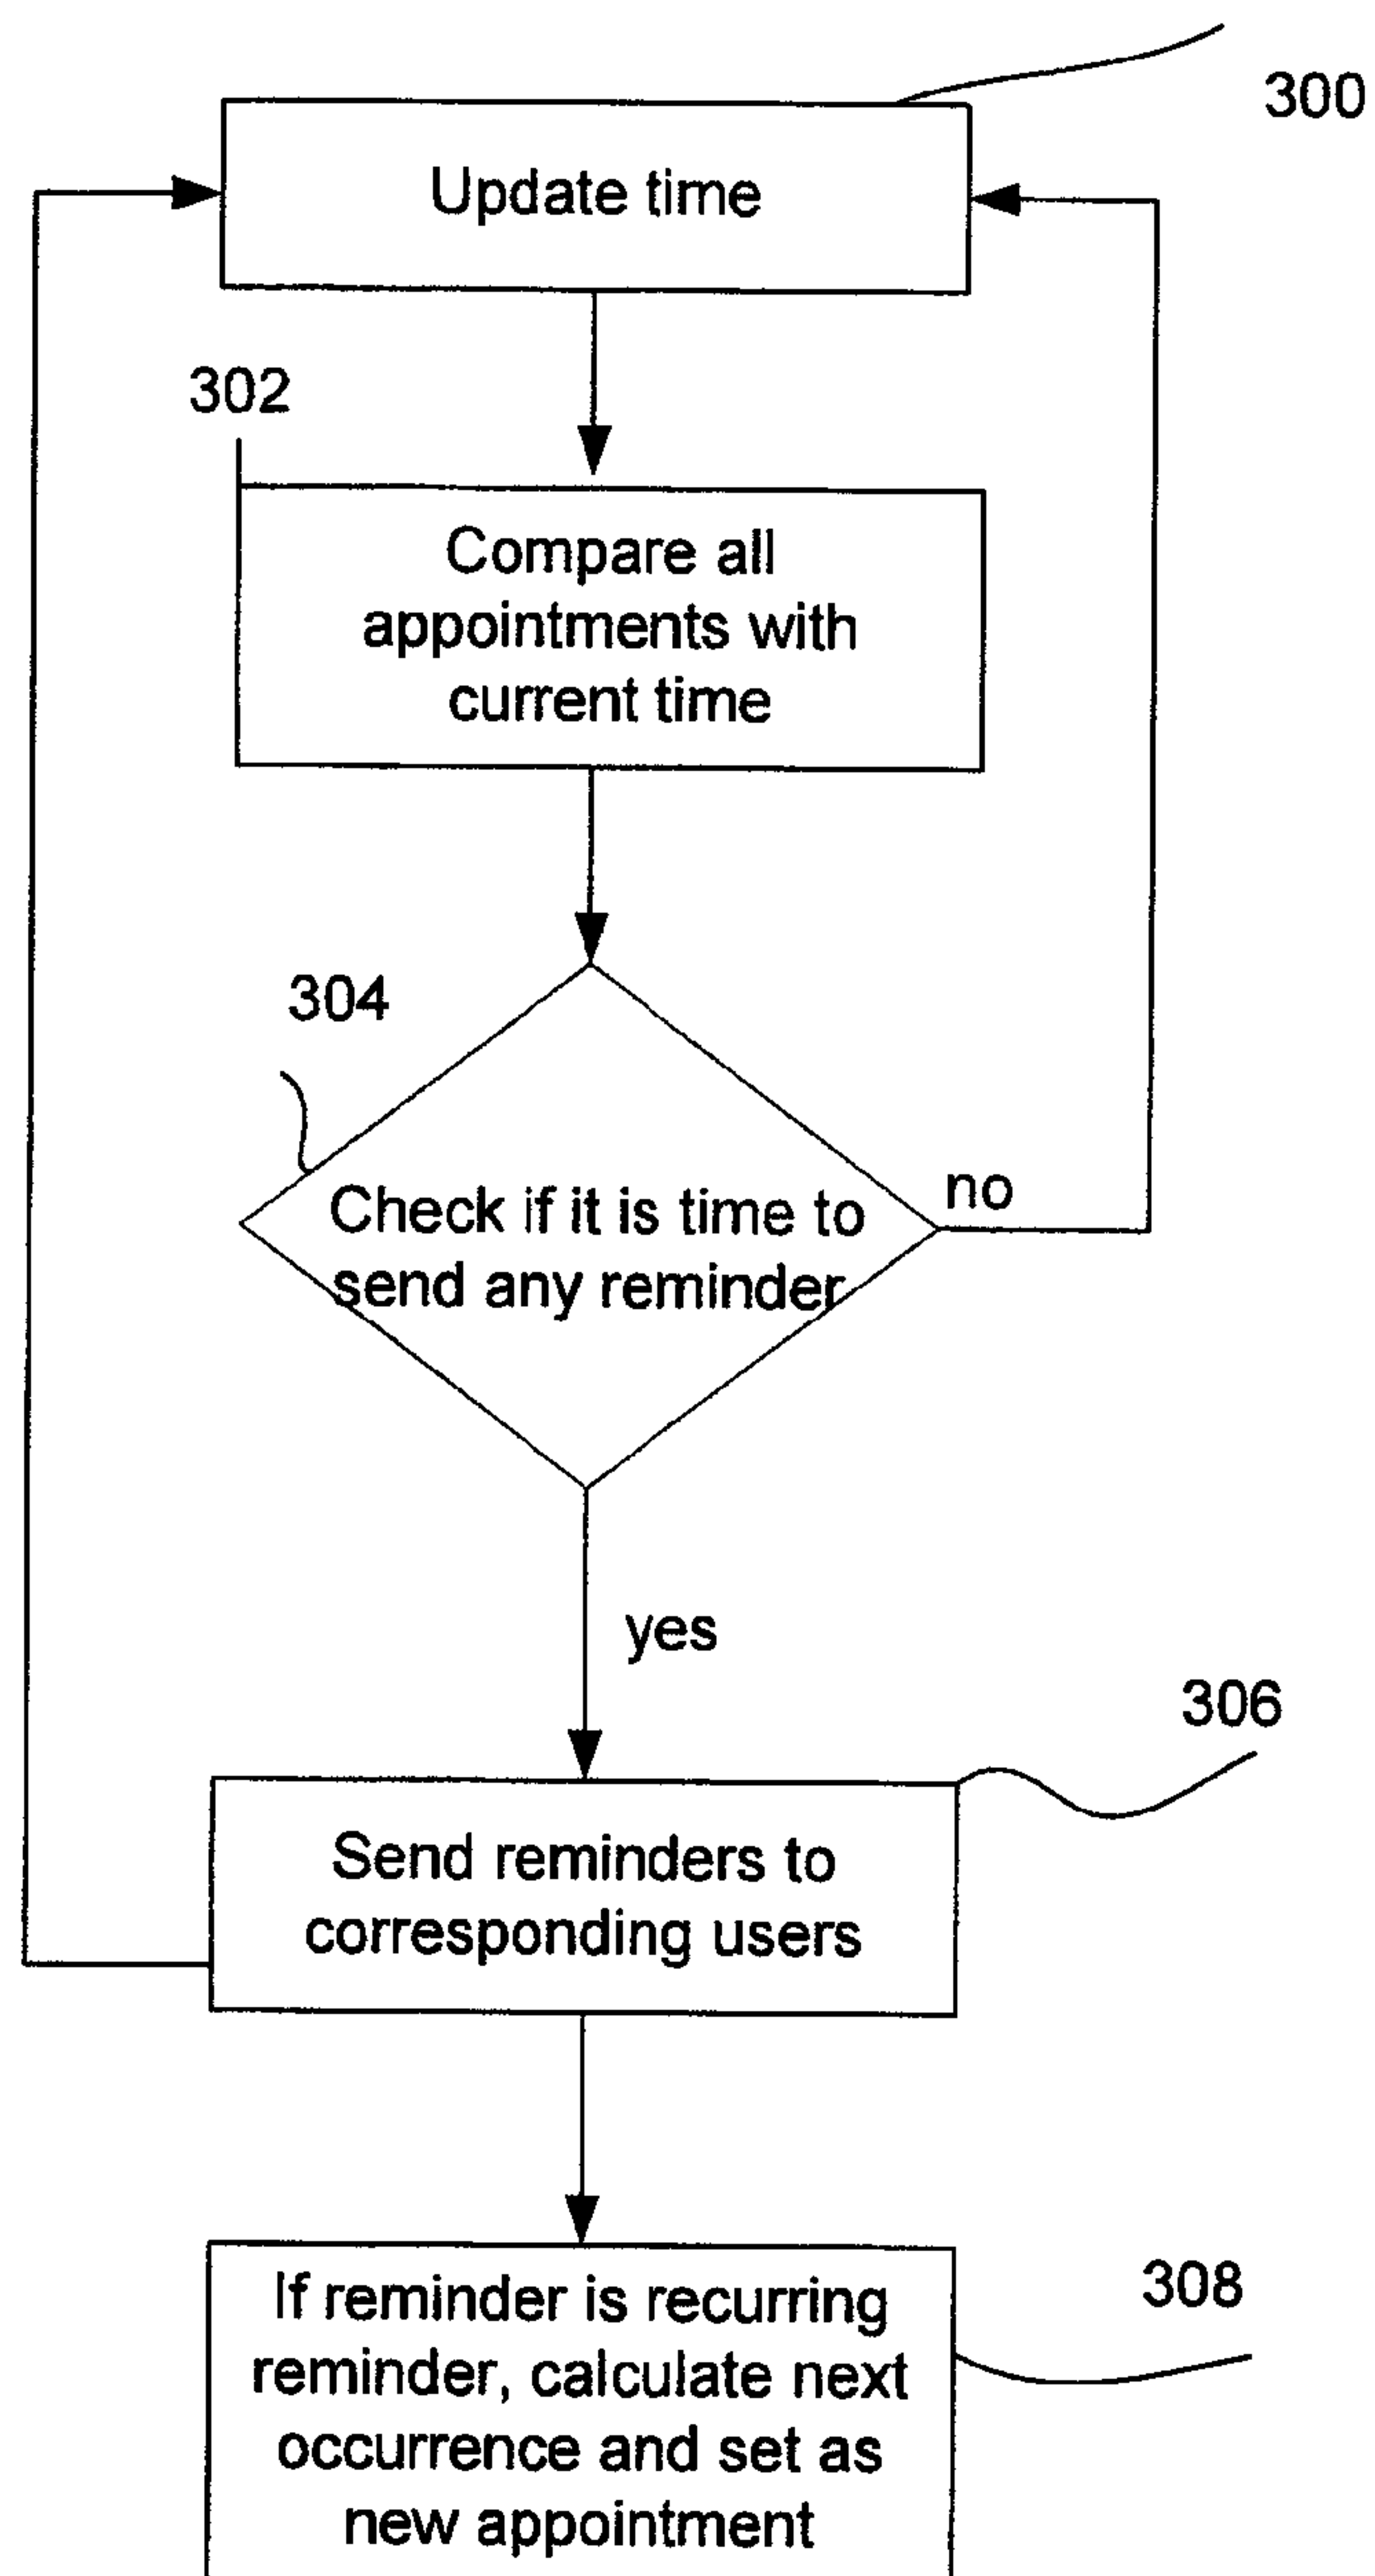 300
Update time
302
Compare all
appointments with
current time
304
Check if it is time to
send any reminder
no
yes
306
Send reminders to
corresponding users
308
If reminder is recurring
reminder, calculate next
occurrence and set as
new appointment